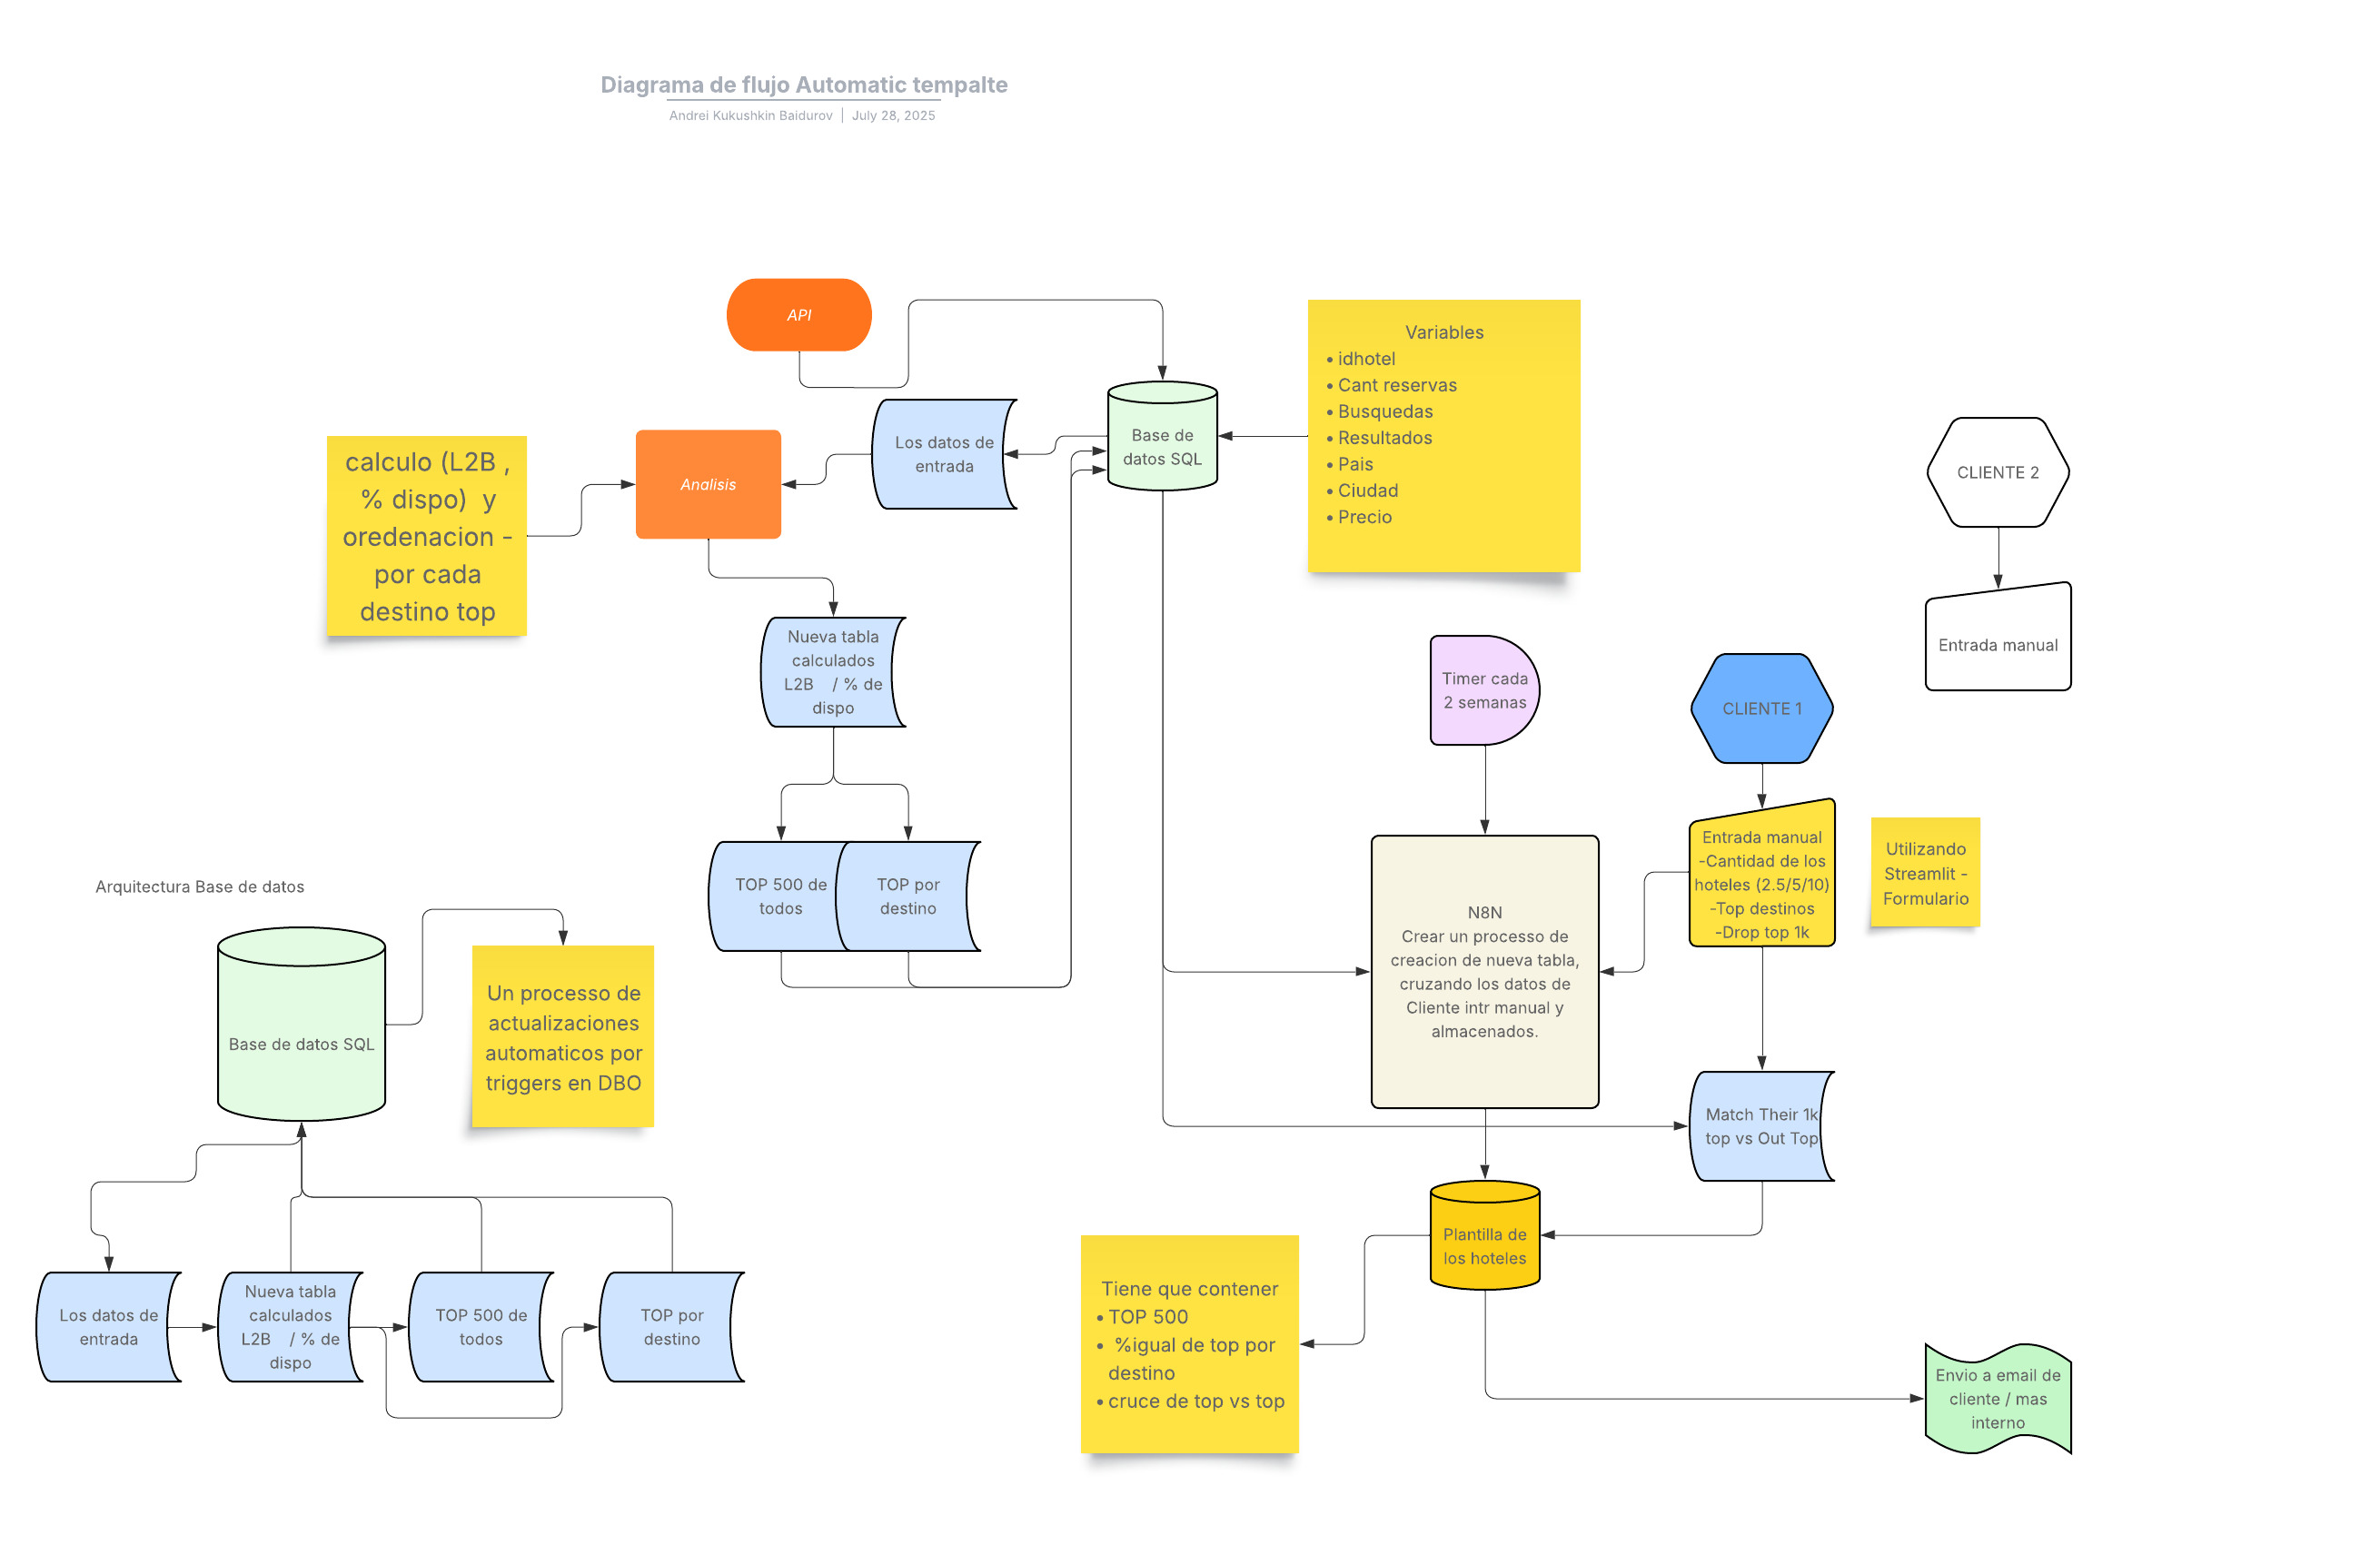 Diagrama de flujo Automatic tempalte
Andrei Kukushkin Baidurov | July 28, 2025
API
Variables
• idhotel
• Cant reservas
• Busquedas
• Resultados
• Pais
• Ciudad
• Precio
Base de
datos SQL
Los datos de
entrada
Analisis
calculo (L2B ,
% dispo)  y
oredenacion -
por cada
destino top
Nueva tabla
calculados
L2B    / % de
dispo
TOP 500 de
todos
TOP por
destino
CLIENTE 2
Entrada manual
Timer cada
2 semanas
CLIENTE 1
Entrada manual
-Cantidad de los
hoteles (2.5/5/10)
-Top destinos
-Drop top 1k
Utilizando
Streamlit -
Formulario
N8N
Crear un processo de
creacion de nueva tabla,
cruzando los datos de
Cliente intr manual y
almacenados.
Match Their 1k
top vs Out Top
Plantilla de
los hoteles
Tiene que contener
• TOP 500
•  %igual de top por
destino
• cruce de top vs top
Envio a email de
cliente / mas
interno
Arquitectura Base de datos
Base de datos SQL
Un processo de
actualizaciones
automaticos por
triggers en DBO
Los datos de
entrada
Nueva tabla
calculados
L2B    / % de
dispo
TOP 500 de
todos
TOP por
destino